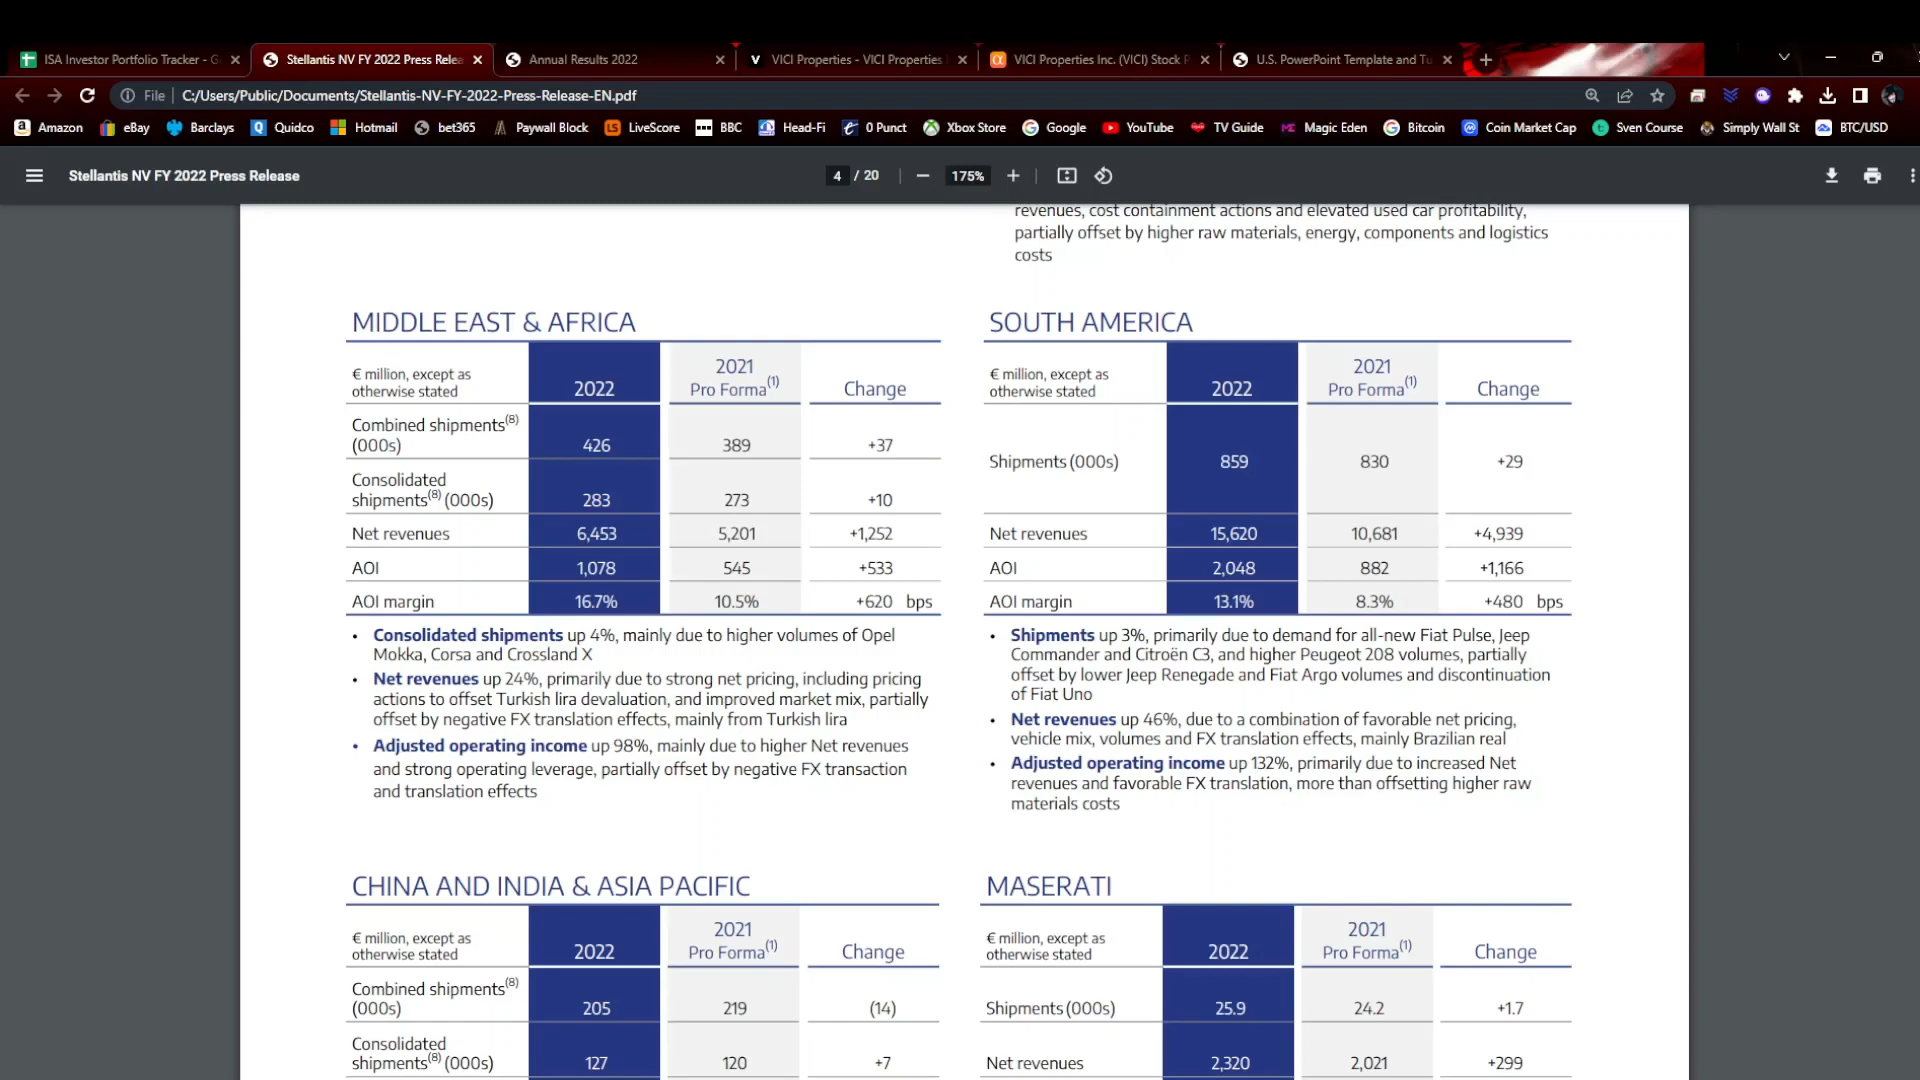 ISA Investor Portfolio Tracker - G
Stellantis NV FY 2022 Press Relea
Annual Results 2022
VICI Properties - VICI Properties
VICI Properties Inc. (VICI) Stock P
U.S. PowerPoint Template and Tu
File
C:/Users/Public/Documents/Stellantis-NV-FY-2022-Press-Release-EN.pdf
Amazon eBay Barclays Quidco Hotmail bet365 Paywall Block LiveScore BBC Head-Fi 0 Punct Xbox Store Google YouTube TV Guide Magic Eden Bitcoin Coin Market Cap Sven Course Simply Wall St BTC/USD
Stellantis NV FY 2022 Press Release
4 / 20
175%
revenues, cost containment actions and elevated used car profitability,
partially offset by higher raw materials, energy, components and logistics
costs
MIDDLE EAST & AFRICA
€ million, except as
otherwise stated
2022
2021
Pro Forma(1)
Change
Combined shipments(8)
(000s) 426 389 +37
Consolidated
shipments(8) (000s) 283 273 +10
Net revenues 6,453 5,201 +1,252
AOI 1,078 545 +533
AOI margin 16.7% 10.5% +620 bps
• Consolidated shipments up 4%, mainly due to higher volumes of Opel
Mokka, Corsa and Crossland X
• Net revenues up 24%, primarily due to strong net pricing, including pricing
actions to offset Turkish lira devaluation, and improved market mix, partially
offset by negative FX translation effects, mainly from Turkish lira
• Adjusted operating income up 98%, mainly due to higher Net revenues
and strong operating leverage, partially offset by negative FX transaction
and translation effects
SOUTH AMERICA
€ million, except as
otherwise stated
2022
2021
Pro Forma(1)
Change
Shipments (000s) 859 830 +29
Net revenues 15,620 10,681 +4,939
AOI 2,048 882 +1,166
AOI margin 13.1% 8.3% +480 bps
• Shipments up 3%, primarily due to demand for all-new Fiat Pulse, Jeep
Commander and Citroën C3, and higher Peugeot 208 volumes, partially
offset by lower Jeep Renegade and Fiat Argo volumes and discontinuation
of Fiat Uno
• Net revenues up 46%, due to a combination of favorable net pricing,
vehicle mix, volumes and FX translation effects, mainly Brazilian real
• Adjusted operating income up 132%, primarily due to increased Net
revenues and favorable FX translation, more than offsetting higher raw
materials costs
CHINA AND INDIA & ASIA PACIFIC
€ million, except as
otherwise stated
2022
2021
Pro Forma(1)
Change
Combined shipments(8)
(000s) 205 219 (14)
Consolidated
shipments(8) (000s) 127 120 +7
MASERATI
€ million, except as
otherwise stated
2022
2021
Pro Forma(1)
Change
Shipments (000s) 25.9 24.2 +1.7
Net revenues 2,320 2,021 +299